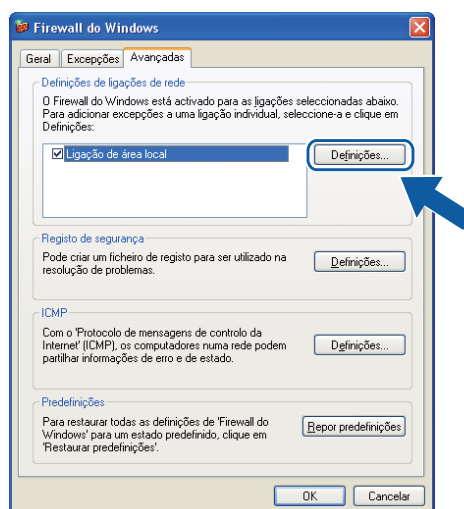 Firewall do Windows
Geral Excepções Avançadas
Definições de ligações de rede
O Firewall do Windows está activado para as ligações seleccionadas abaixo.
Para adicionar excepções a uma ligação individual, seleccione-a e clique em
Definições:
Ligação de área local
Definições...
Registo de segurança
Pode criar um ficheiro de registo para ser utilizado na
resolução de problemas.
Definições...
ICMP
Com o 'Protocolo de mensagens de controlo da
Internet' (ICMP), os computadores numa rede podem
partilhar informações de erro e de estado.
Definições...
Predefinições
Para restaurar todas as definições de 'Firewall do
Windows' para um estado predefinido, clique em
'Restaurar predefinições'.
Repor predefinições
OK Cancelar